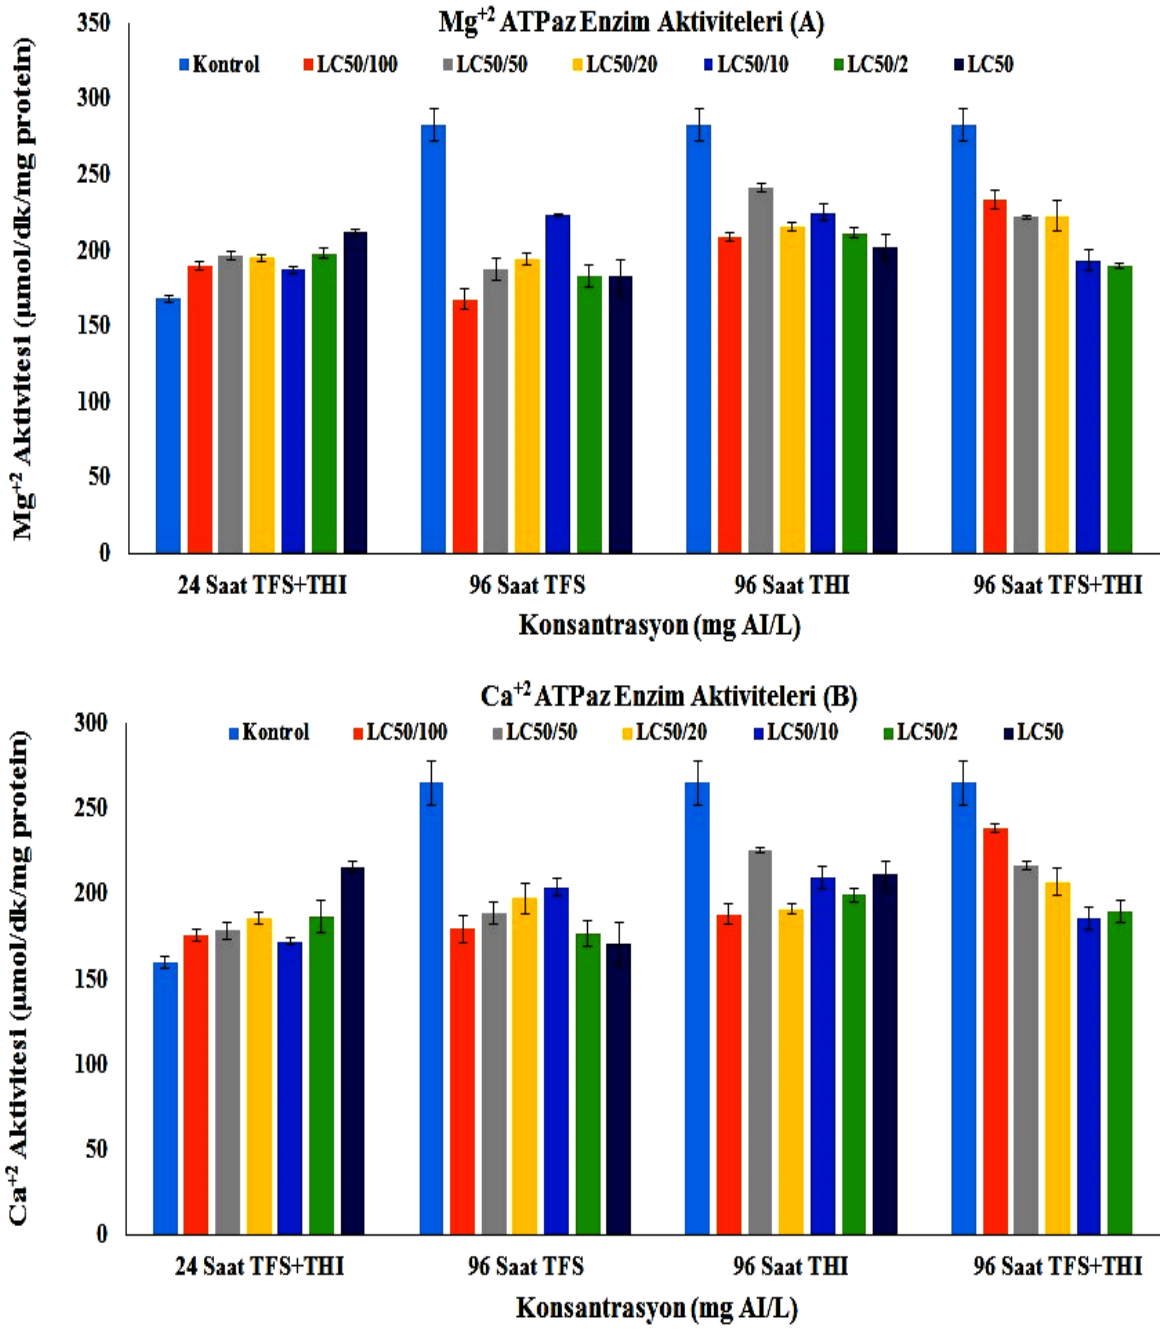 Mg⁺² ATPaz Enzim Aktiviteleri (A)
Kontrol LC50/100 LC50/50 LC50/20 LC50/10 LC50/2 LC50
Mg⁺² Aktivitesi (µmol/dk/mg protein)
350
300
250
200
150
100
50
0
24 Saat TFS+THI 96 Saat TFS 96 Saat THI 96 Saat TFS+THI
Konsantrasyon (mg AI/L)
Ca⁺² ATPaz Enzim Aktiviteleri (B)
Kontrol LC50/100 LC50/50 LC50/20 LC50/10 LC50/2 LC50
Ca⁺² Aktivitesi (µmol/dk/mg protein)
300
250
200
150
100
50
0
24 Saat TFS+THI 96 Saat TFS 96 Saat THI 96 Saat TFS+THI
Konsantrasyon (mg AI/L)